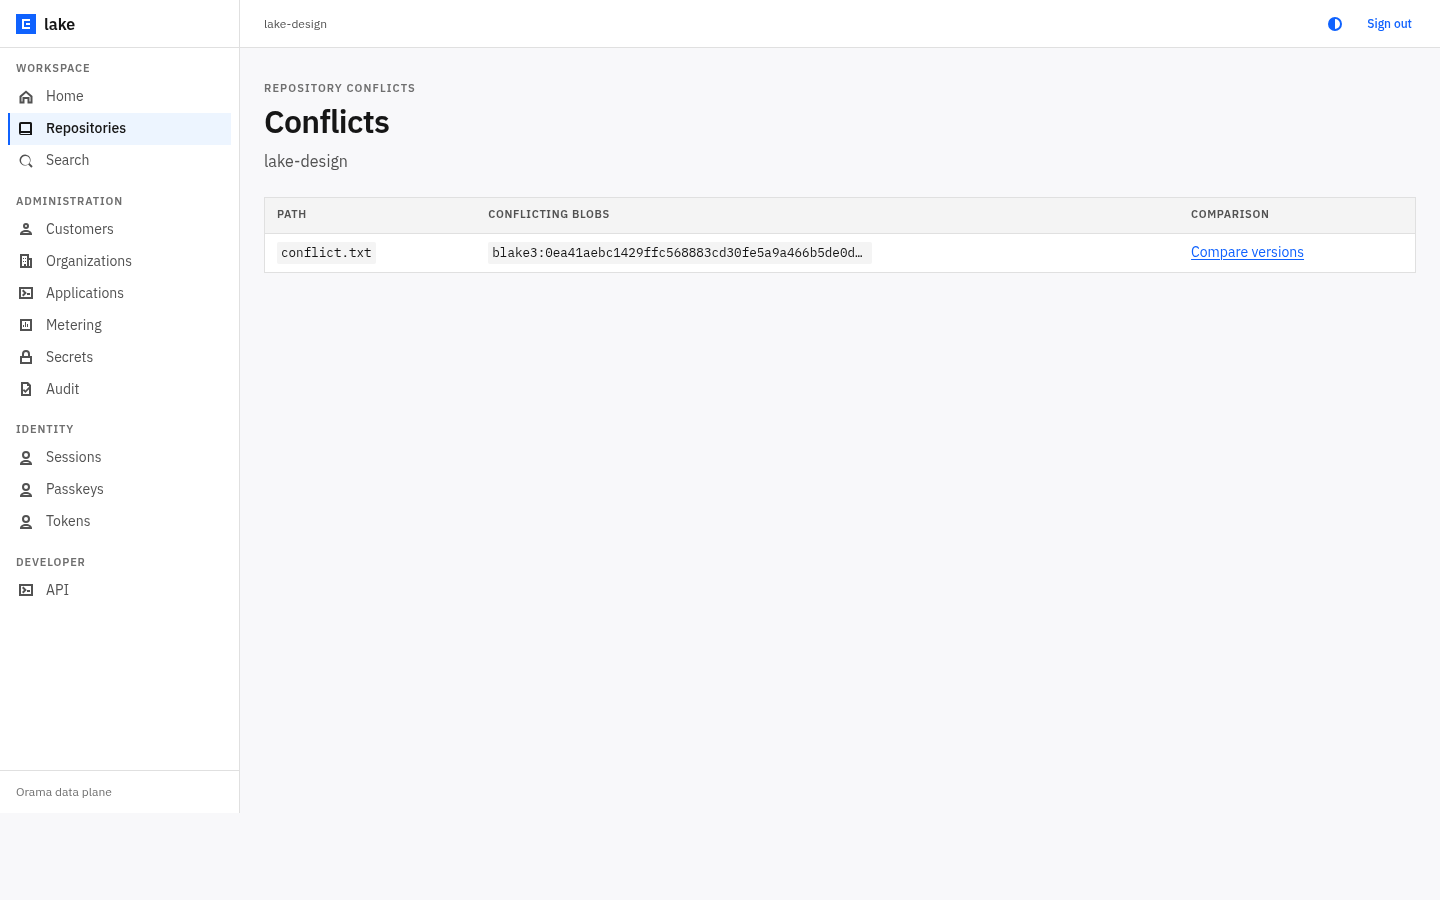 lake
lake-design
Sign out
WORKSPACE
Home
Repositories
Search
ADMINISTRATION
Customers
Organizations
Applications
Metering
Secrets
Audit
IDENTITY
Sessions
Passkeys
Tokens
DEVELOPER
API
Orama data plane
REPOSITORY CONFLICTS
Conflicts
lake-design
PATH CONFLICTING BLOBS COMPARISON
conflict.txt blake3:0ea41aebc1429ffc568883cd30fe5a9a466b5de0d… Compare versions